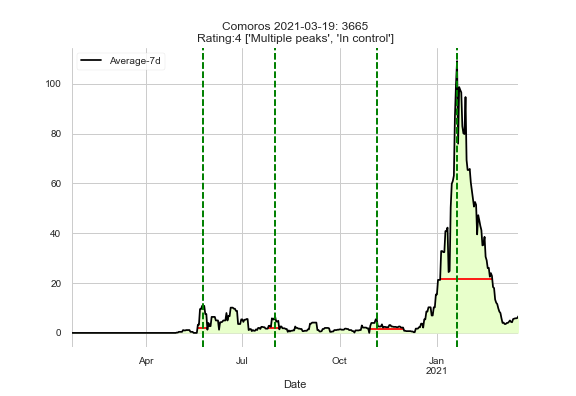 Comoros 2021-03-19: 3665
Rating:4 ['Multiple peaks', 'In control']
Average-7d
100
80
60
40
20
0
Apr
Jul
Oct
Jan
2021
Date